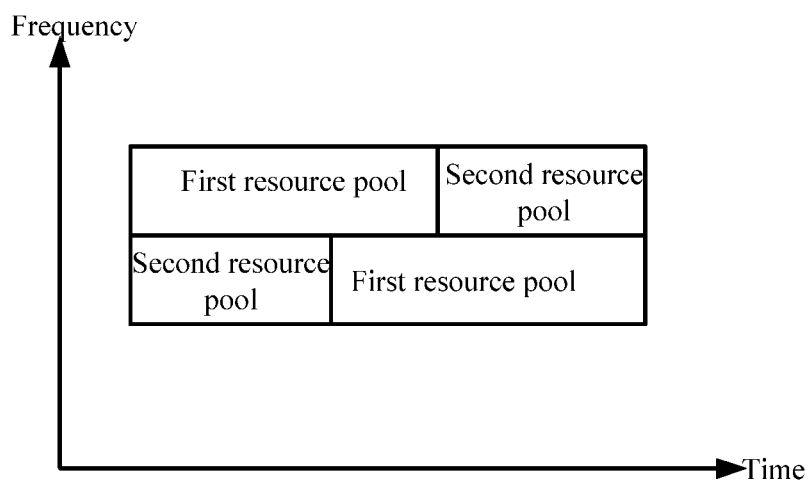 Frequency
First resource pool
Second resource
pool
Second resource
pool
First resource pool
Time